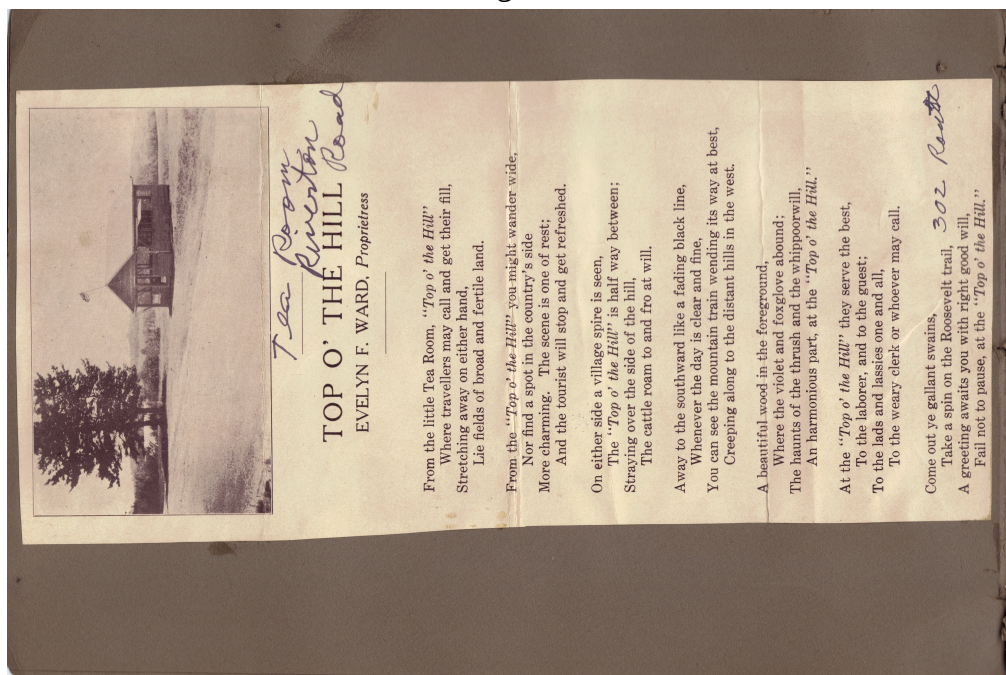 Tea Room
Riverton
Road
TOP O' THE HILL
EVELYN F. WARD, Proprietress
From the little Tea Room, "Top o' the Hill"
Where travellers may call and get their fill,
Stretching away on either hand,
Lie fields of broad and fertile land.
From the "Top o' the Hill" you might wander wide,
Nor find a spot in the country's side
More charming. The scene is one of rest;
And the tourist will stop and get refreshed.
On either side a village spire is seen,
The "Top o' the Hill" is half way between;
Straying over the side of the hill,
The cattle roam to and fro at will.
Away to the southward like a fading black line,
Whenever the day is clear and fine,
You can see the mountain train wending its way at best,
Creeping along to the distant hills in the west.
A beautiful wood in the foreground,
Where the violet and foxglove abound;
The haunts of the thrush and the whippoorwill,
An harmonious part, at the "Top o' the Hill."
At the "Top o' the Hill" they serve the best,
To the laborer, and to the guest;
To the lads and lassies one and all,
To the weary clerk or whoever may call.
Come out ye gallant swains,
Take a spin on the Roosevelt trail, 302 Route
A greeting awaits you with right good will,
Fail not to pause, at the "Top o' the Hill."